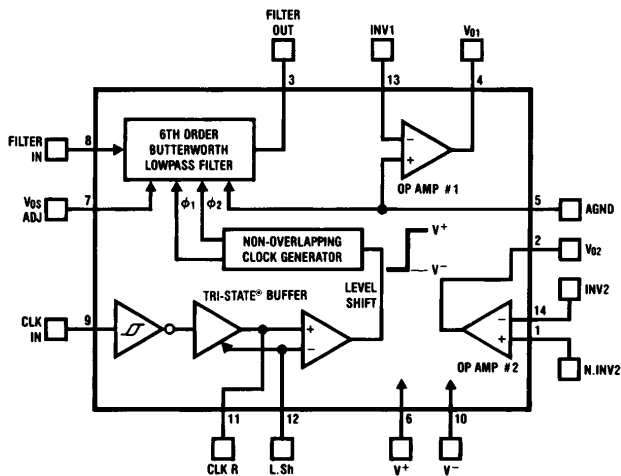 FILTER
OUT
INV1
VO1
3
13
4
FILTER
IN
8
6TH ORDER
BUTTERWORTH
LOWPASS FILTER
−
+
OP AMP #1
VOS
ADJ
7
ϕ1
ϕ2
5
AGND
NON-OVERLAPPING
CLOCK GENERATOR
V+
V−
2
VO2
LEVEL
SHIFT
TRI-STATE® BUFFER
INV2
CLK
IN
9
+
−
14
−
1
+
OP AMP #2
N.INV2
11
12
6
10
CLK R
L.Sh
V+
V−